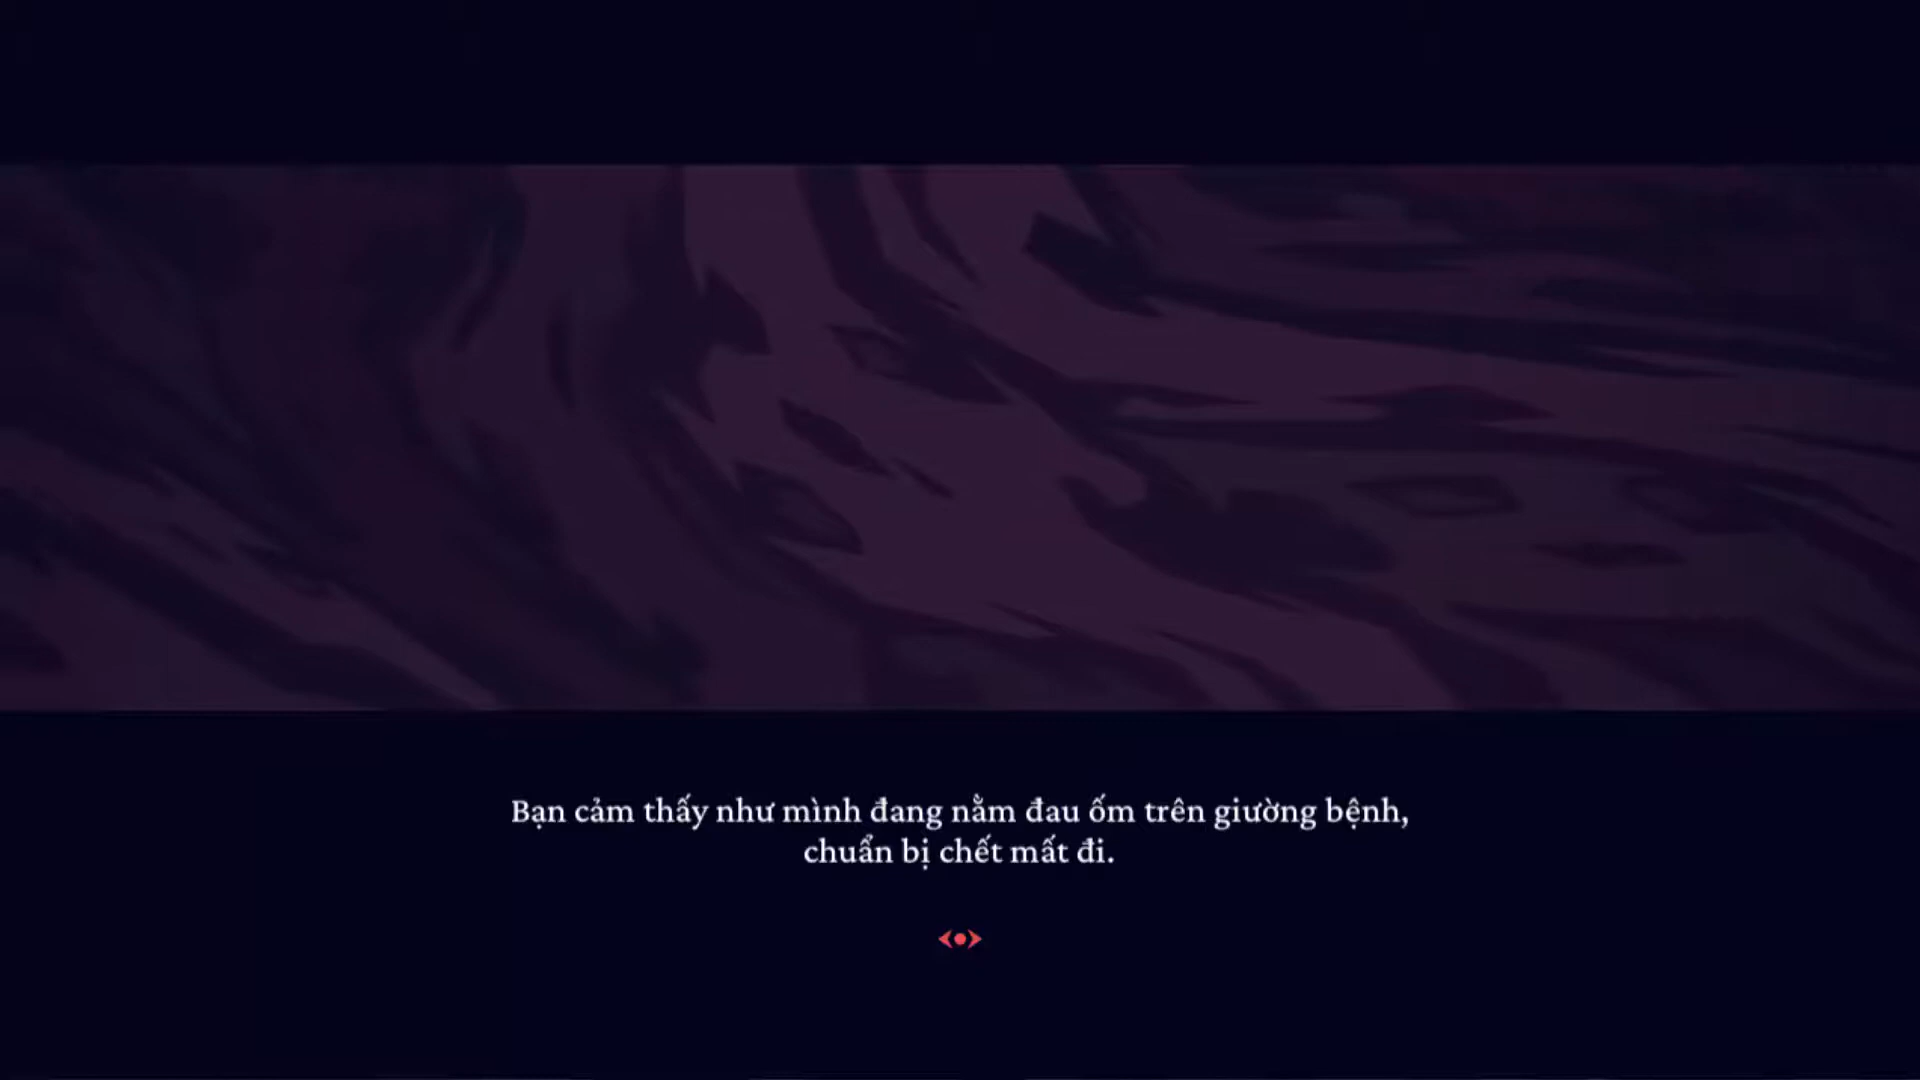 Bạn cảm thấy như mình đang nằm đau ốm trên giường bệnh,
chuẩn bị chết mất đi.